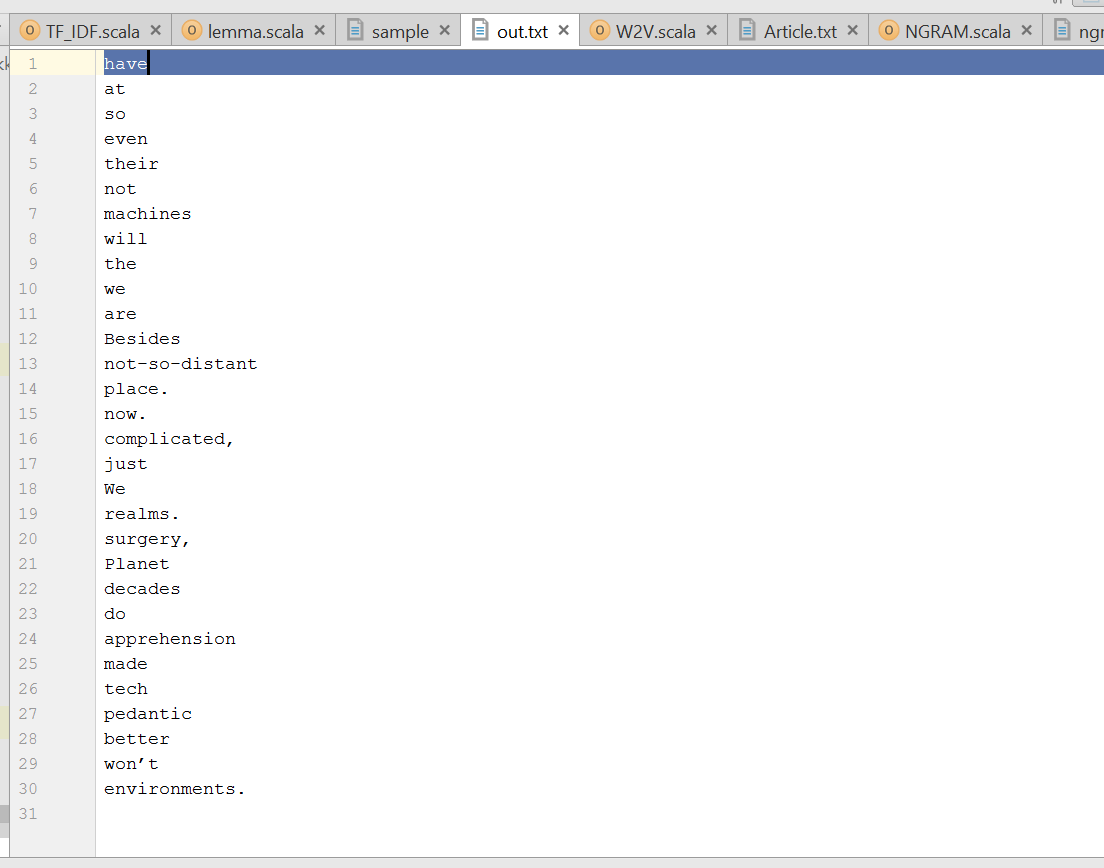 TF_IDF.scala lemma.scala sample out.txt W2V.scala Article.txt NGRAM.scala
1 have
2 at
3 so
4 even
5 their
6 not
7 machines
8 will
9 the
10 we
11 are
12 Besides
13 not-so-distant
14 place.
15 now.
16 complicated,
17 just
18 We
19 realms.
20 surgery,
21 Planet
22 decades
23 do
24 apprehension
25 made
26 tech
27 pedantic
28 better
29 won’t
30 environments.
31